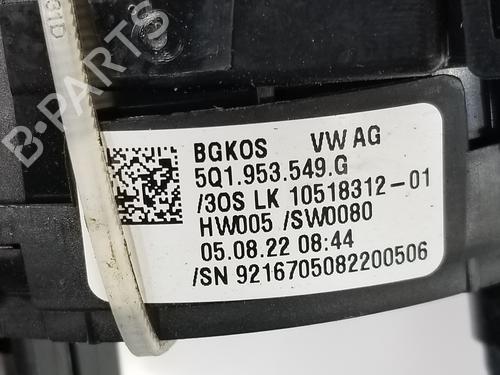 BGKOS VW AG
5Q1.953.549.G
/3OS LK 10518312-01
HW005 /SW0080
05.08.22 08:44
/SN 9216705082200506
B-PARTS